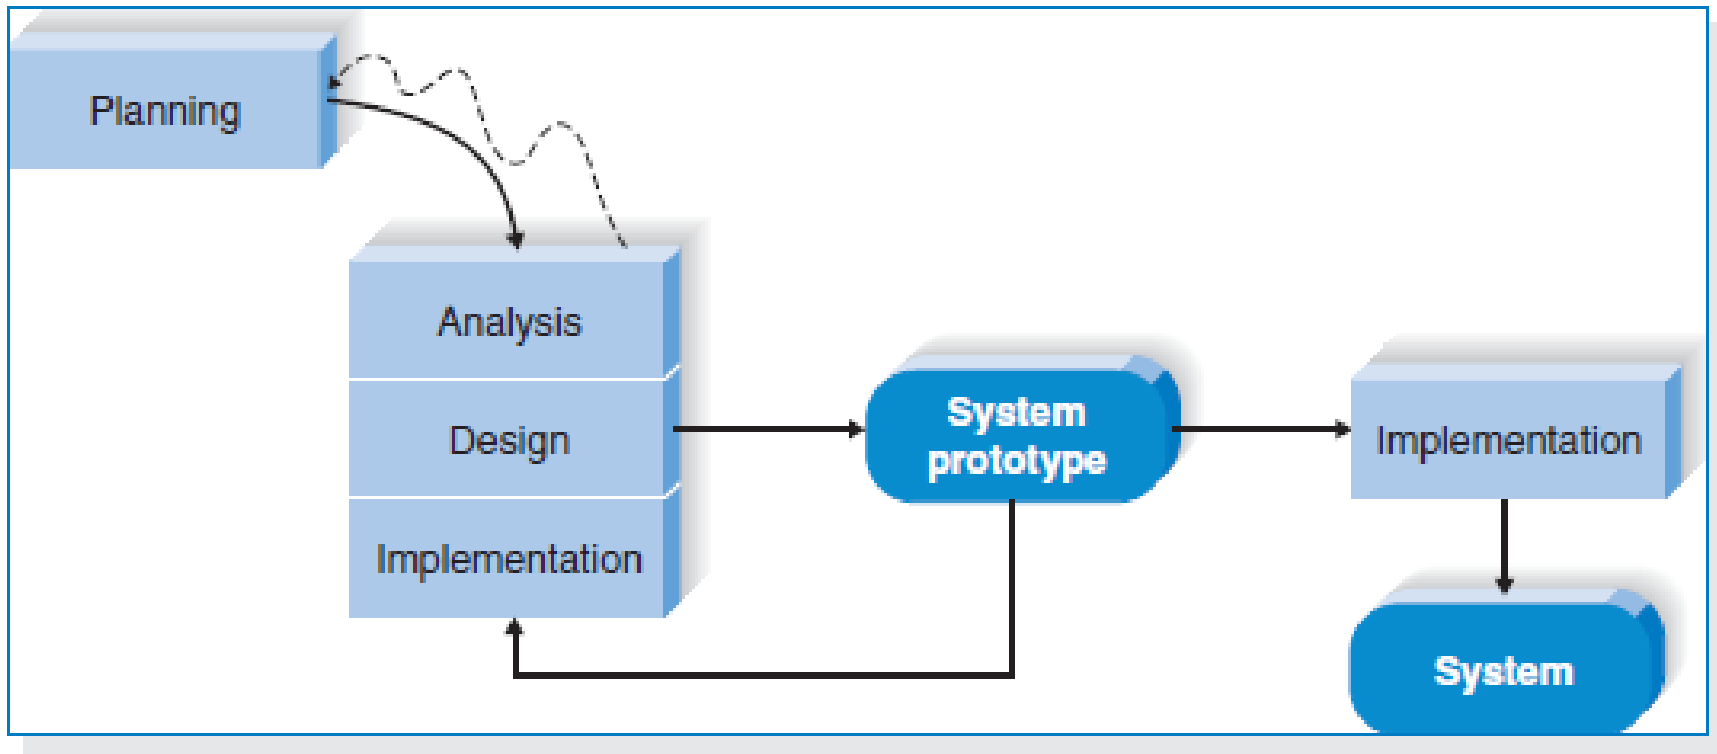 Planning
Analysis
Design
Implementation
System
prototype
Implementation
System